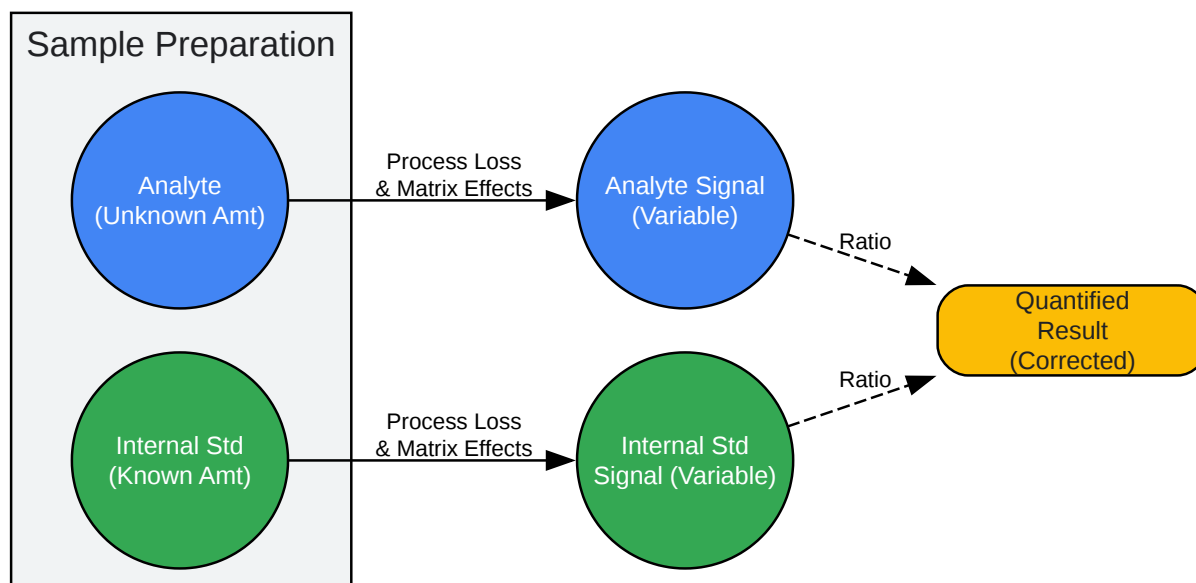 Sample Preparation
Analyte
(Unknown Amt)
Process Loss
& Matrix Effects
Analyte Signal
(Variable)
Ratio
Quantified
Result
(Corrected)
Ratio
Internal Std
(Known Amt)
Process Loss
& Matrix Effects
Internal Std
Signal (Variable)